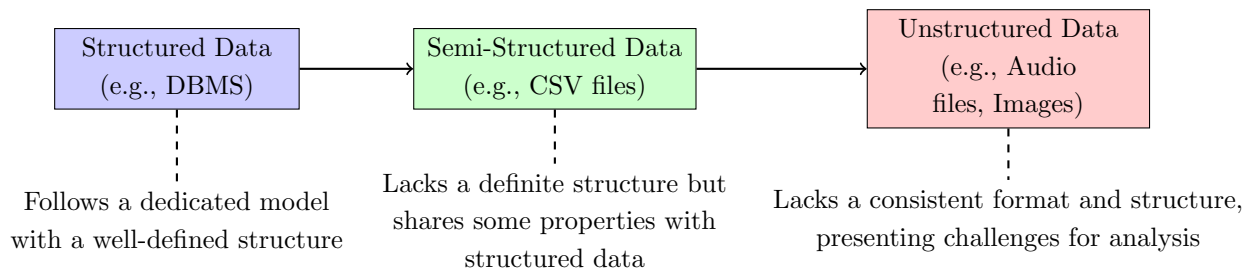 Structured Data
(e.g., DBMS)
Semi-Structured Data
(e.g., CSV files)
Unstructured Data
(e.g., Audio
files, Images)
Follows a dedicated model
with a well-defined structure
Lacks a definite structure but
shares some properties with
structured data
Lacks a consistent format and structure,
presenting challenges for analysis